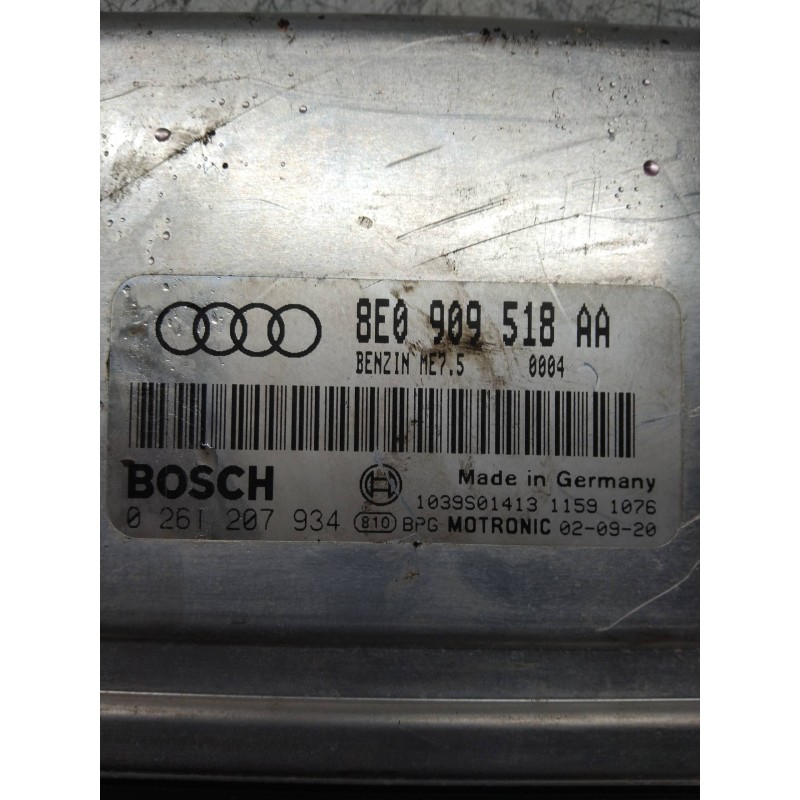 8E0 909 518 AA
BENZIN ME7.5 0004
BOSCH
Made in Germany
1039S01413 1159 1076
0 261 207 934 810 BPG MOTRONIC 02-09-20